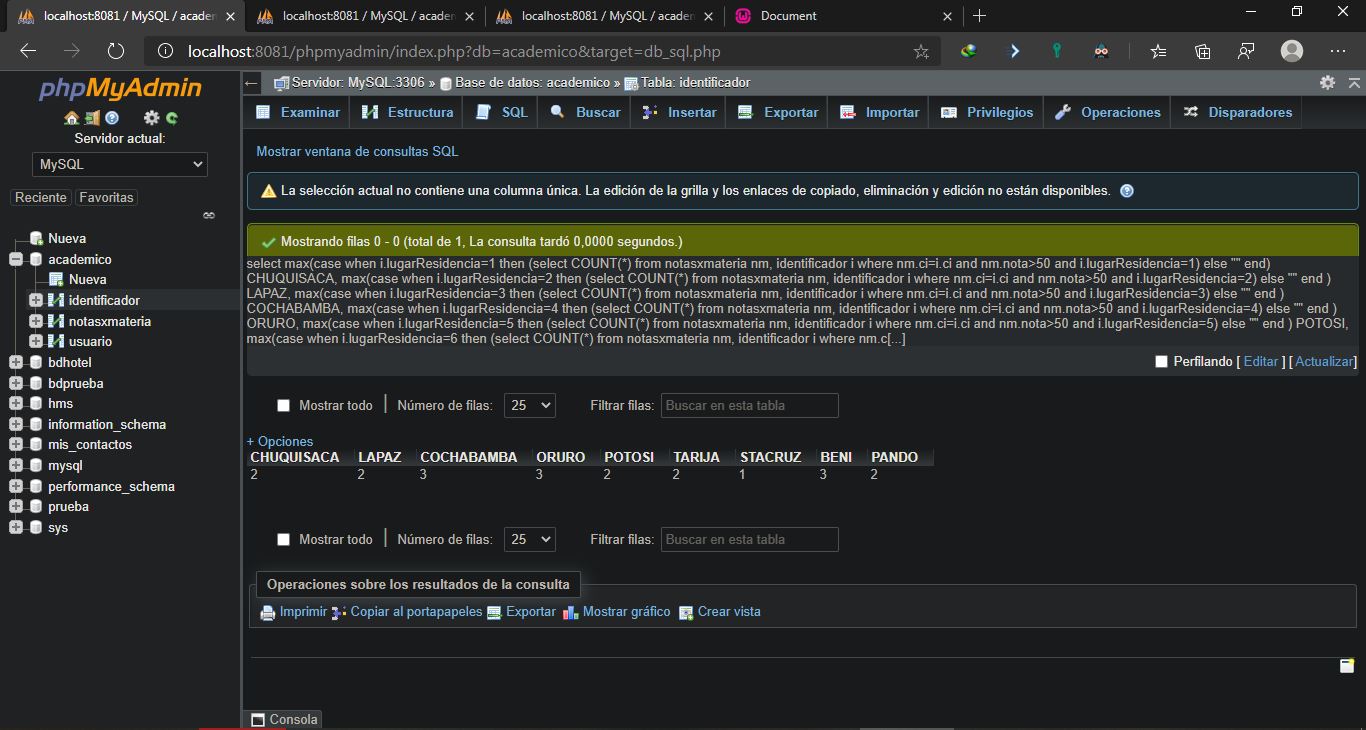 localhost:8081 / MySQL / academ
localhost:8081 / MySQL / academ
localhost:8081 / MySQL / academ
Document
localhost:8081/phpmyadmin/index.php?db=academico&target=db_sql.php
phpMyAdmin
Servidor actual:
MySQL
Reciente Favoritas
Nueva
academico
Nueva
identificador
notasxmateria
usuario
bdhotel
bdprueba
hms
information_schema
mis_contactos
mysql
performance_schema
prueba
sys
Servidor: MySQL:3306 » Base de datos: academico » Tabla: identificador
Examinar Estructura SQL Buscar Insertar Exportar Importar Privilegios Operaciones Disparadores
Mostrar ventana de consultas SQL
La selección actual no contiene una columna única. La edición de la grilla y los enlaces de copiado, eliminación y edición no están disponibles.
Mostrando filas 0 - 0 (total de 1, La consulta tardó 0,0000 segundos.)
select max(case when i.lugarResidencia=1 then (select COUNT(*) from notasxmateria nm, identificador i where nm.ci=i.ci and nm.nota>50 and i.lugarResidencia=1) else "" end)
CHUQUISACA, max(case when i.lugarResidencia=2 then (select COUNT(*) from notasxmateria nm, identificador i where nm.ci=i.ci and nm.nota>50 and i.lugarResidencia=2) else "" end )
LAPAZ, max(case when i.lugarResidencia=3 then (select COUNT(*) from notasxmateria nm, identificador i where nm.ci=i.ci and nm.nota>50 and i.lugarResidencia=3) else "" end )
COCHABAMBA, max(case when i.lugarResidencia=4 then (select COUNT(*) from notasxmateria nm, identificador i where nm.ci=i.ci and nm.nota>50 and i.lugarResidencia=4) else "" end )
ORURO, max(case when i.lugarResidencia=5 then (select COUNT(*) from notasxmateria nm, identificador i where nm.ci=i.ci and nm.nota>50 and i.lugarResidencia=5) else "" end ) POTOSI,
max(case when i.lugarResidencia=6 then (select COUNT(*) from notasxmateria nm, identificador i where nm.c[...]
Perfilando [ Editar ] [ Actualizar]
Mostrar todo | Número de filas: 25 Filtrar filas: Buscar en esta tabla
+ Opciones
CHUQUISACA LAPAZ COCHABAMBA ORURO POTOSI TARIJA STACRUZ BENI PANDO
2 2 3 3 2 2 1 3 2
Mostrar todo | Número de filas: 25 Filtrar filas: Buscar en esta tabla
Operaciones sobre los resultados de la consulta
Imprimir Copiar al portapapeles Exportar Mostrar gráfico Crear vista
Consola